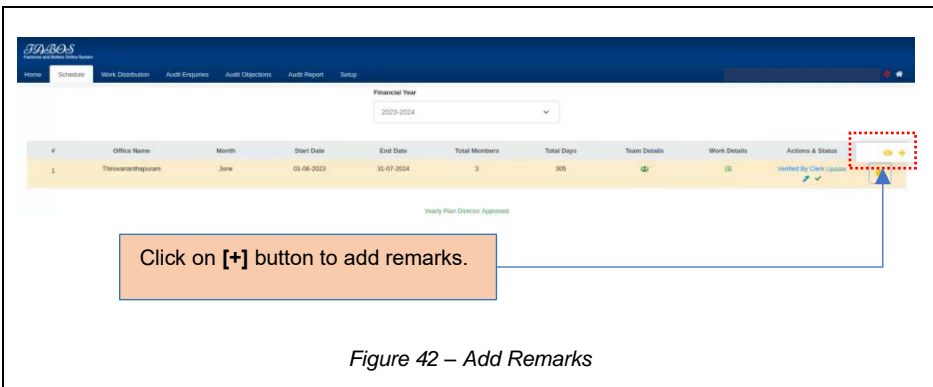 FABOS
Factories and Boilers Online System
Home Schedule Work Distribution Audit Enquiries Audit Objections Audit Report Setup
Financial Year
2023-2024
# Office Name Month Start Date End Date Total Members Total Days Team Details Work Details Actions & Status
1 Thiruvananthapuram June 01-06-2023 31-07-2024 3 305 Verified By Clerk Update
Yearly Plan Director Approved
Click on [+] button to add remarks.
Figure 42 – Add Remarks